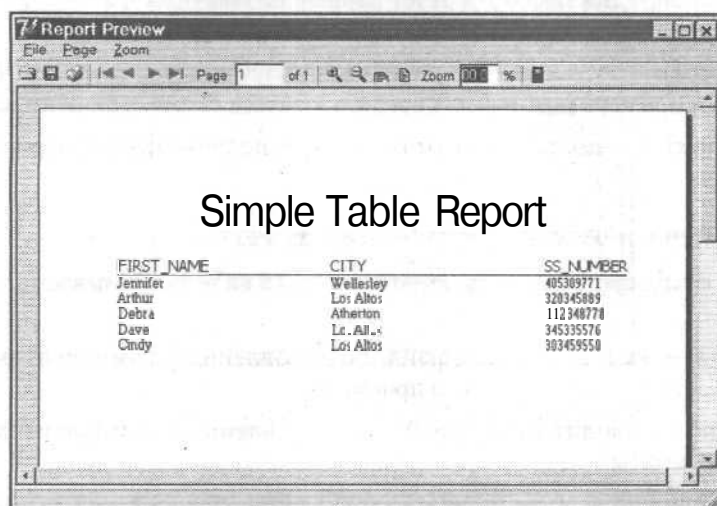 Report Preview
File Page Zoom
Page 1 of 1 Zoom %
Simple Table Report
FIRST_NAME CITY SS_NUMBER
Jennifer Wellesley 405309771
Arthur Los Altos 320345889
Debra Atherton 112348778
Dave 345335576
Cindy Los Altos 303459550